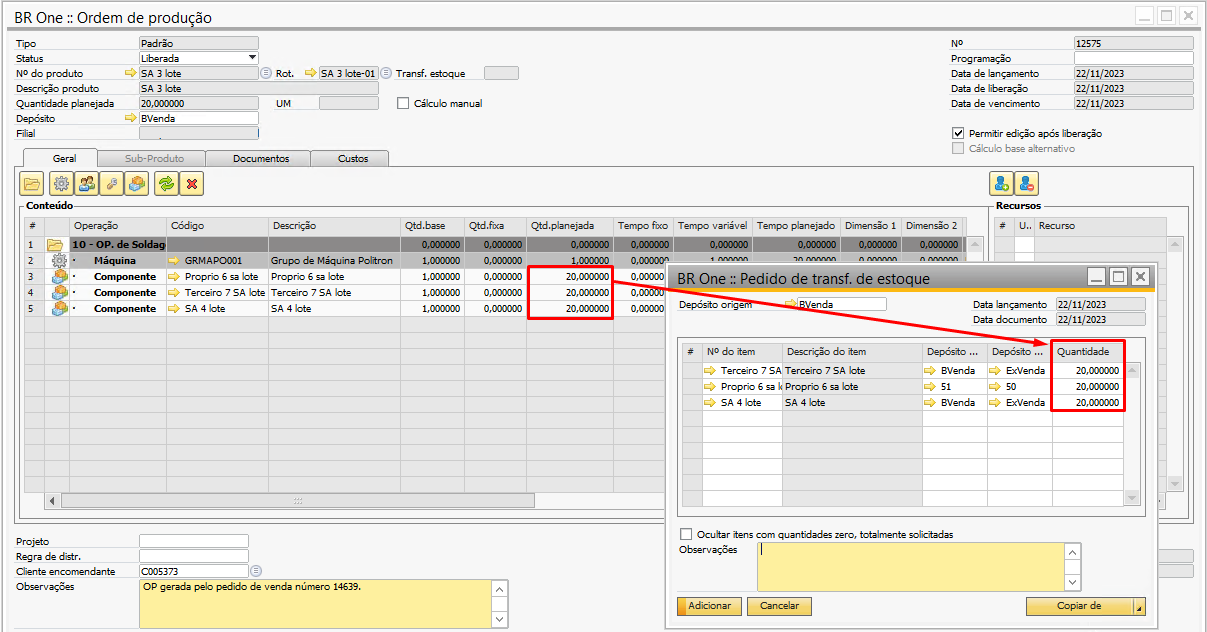 BR One :: Ordem de produção
Tipo Padrão Nº 12575
Status Liberada Programação
Nº do produto SA 3 lote Rot. SA 3 lote-01 Transf. estoque Data de lançamento 22/11/2023
Descrição produto SA 3 lote Data de liberação 22/11/2023
Quantidade planejada 20,000000 UM Cálculo manual Data de vencimento 22/11/2023
Depósito BVenda
Filial Permitir edição após liberação
Cálculo base alternativo
Geral Sub-Produto Documentos Custos
Conteúdo Recursos
# Operação Código Descrição Qtd.base Qtd.fixa Qtd.planejada Tempo fixo Tempo variável Tempo planejado Dimensão 1 Dimensão 2 # U.. Recurso
1 10 - OP. de Soldag 0,000000 0,000000 0,000000 0,000000 0,000000 0,000000 0,000000 0,000000 1
2 Máquina GRMAPO001 Grupo de Máquina Politron 1,000000 0,000000 1,000000 0,000000 1,000000 20,000000 0,000000 0,000000
3 Componente Proprio 6 sa lote Proprio 6 sa lote 1,000000 0,000000 20,000000 0,00000
4 Componente Terceiro 7 SA lote Terceiro 7 SA lote 1,000000 0,000000 20,000000 0,00000
5 Componente SA 4 lote SA 4 lote 1,000000 0,000000 20,000000 0,00000
BR One :: Pedido de transf. de estoque
Depósito origem BVenda Data lançamento 22/11/2023
Data documento 22/11/2023
# Nº do item Descrição do item Depósito ... Depósito ... Quantidade
Terceiro 7 SA Terceiro 7 SA lote BVenda ExVenda 20,000000
Proprio 6 sa l Proprio 6 sa lote 51 50 20,000000
SA 4 lote SA 4 lote BVenda ExVenda 20,000000
Ocultar itens com quantidades zero, totalmente solicitadas
Observações
Adicionar Cancelar Copiar de
Projeto
Regra de distr.
Cliente encomendante C005373
Observações OP gerada pelo pedido de venda número 14639.